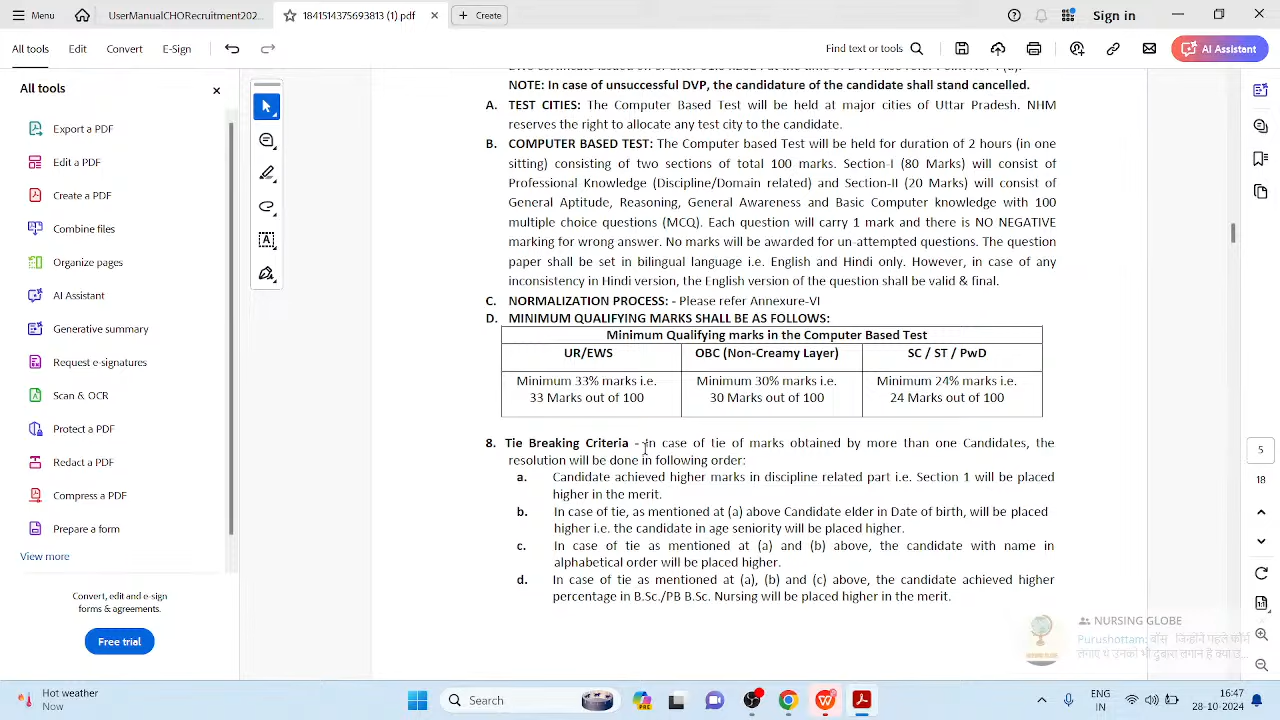 Menu
UserManualCHORecruitment202...
1841514375693813 (1).pdf
Create
Sign in
All tools Edit Convert E-Sign
Find text or tools
AI Assistant
All tools
Export a PDF
Edit a PDF
Create a PDF
Combine files
Organize pages
AI Assistant
Generative summary
Request e-signatures
Scan & OCR
Protect a PDF
Redact a PDF
Compress a PDF
Prepare a form
View more
Convert, edit and e-sign
forms & agreements.
Free trial
NOTE: In case of unsuccessful DVP, the candidature of the candidate shall stand cancelled.
A. TEST CITIES: The Computer Based Test will be held at major cities of Uttar Pradesh. NHM
reserves the right to allocate any test city to the candidate.
B. COMPUTER BASED TEST: The Computer based Test will be held for duration of 2 hours (in one
sitting) consisting of two sections of total 100 marks. Section-I (80 Marks) will consist of
Professional Knowledge (Discipline/Domain related) and Section-II (20 Marks) will consist of
General Aptitude, Reasoning, General Awareness and Basic Computer knowledge with 100
multiple choice questions (MCQ). Each question will carry 1 mark and there is NO NEGATIVE
marking for wrong answer. No marks will be awarded for un-attempted questions. The question
paper shall be set in bilingual language i.e. English and Hindi only. However, in case of any
inconsistency in Hindi version, the English version of the question shall be valid & final.
C. NORMALIZATION PROCESS: - Please refer Annexure-VI
D. MINIMUM QUALIFYING MARKS SHALL BE AS FOLLOWS:
Minimum Qualifying marks in the Computer Based Test
UR/EWS OBC (Non-Creamy Layer) SC / ST / PwD
Minimum 33% marks i.e. Minimum 30% marks i.e. Minimum 24% marks i.e.
33 Marks out of 100 30 Marks out of 100 24 Marks out of 100
8. Tie Breaking Criteria - In case of tie of marks obtained by more than one Candidates, the
resolution will be done in following order:
a. Candidate achieved higher marks in discipline related part i.e. Section 1 will be placed
higher in the merit.
b. In case of tie, as mentioned at (a) above Candidate elder in Date of birth, will be placed
higher i.e. the candidate in age seniority will be placed higher.
c. In case of tie as mentioned at (a) and (b) above, the candidate with name in
alphabetical order will be placed higher.
d. In case of tie as mentioned at (a), (b) and (c) above, the candidate achieved higher
percentage in B.Sc./PB B.Sc. Nursing will be placed higher in the merit.
5
18
NURSING GLOBE
Purushottam: बॉस जिन्होंने पहले फॉर्म
लगाए थे उनको भी दुबारा लगाना है क्या
Hot weather
Now
Search
ENG
IN
16:47
28-10-2024